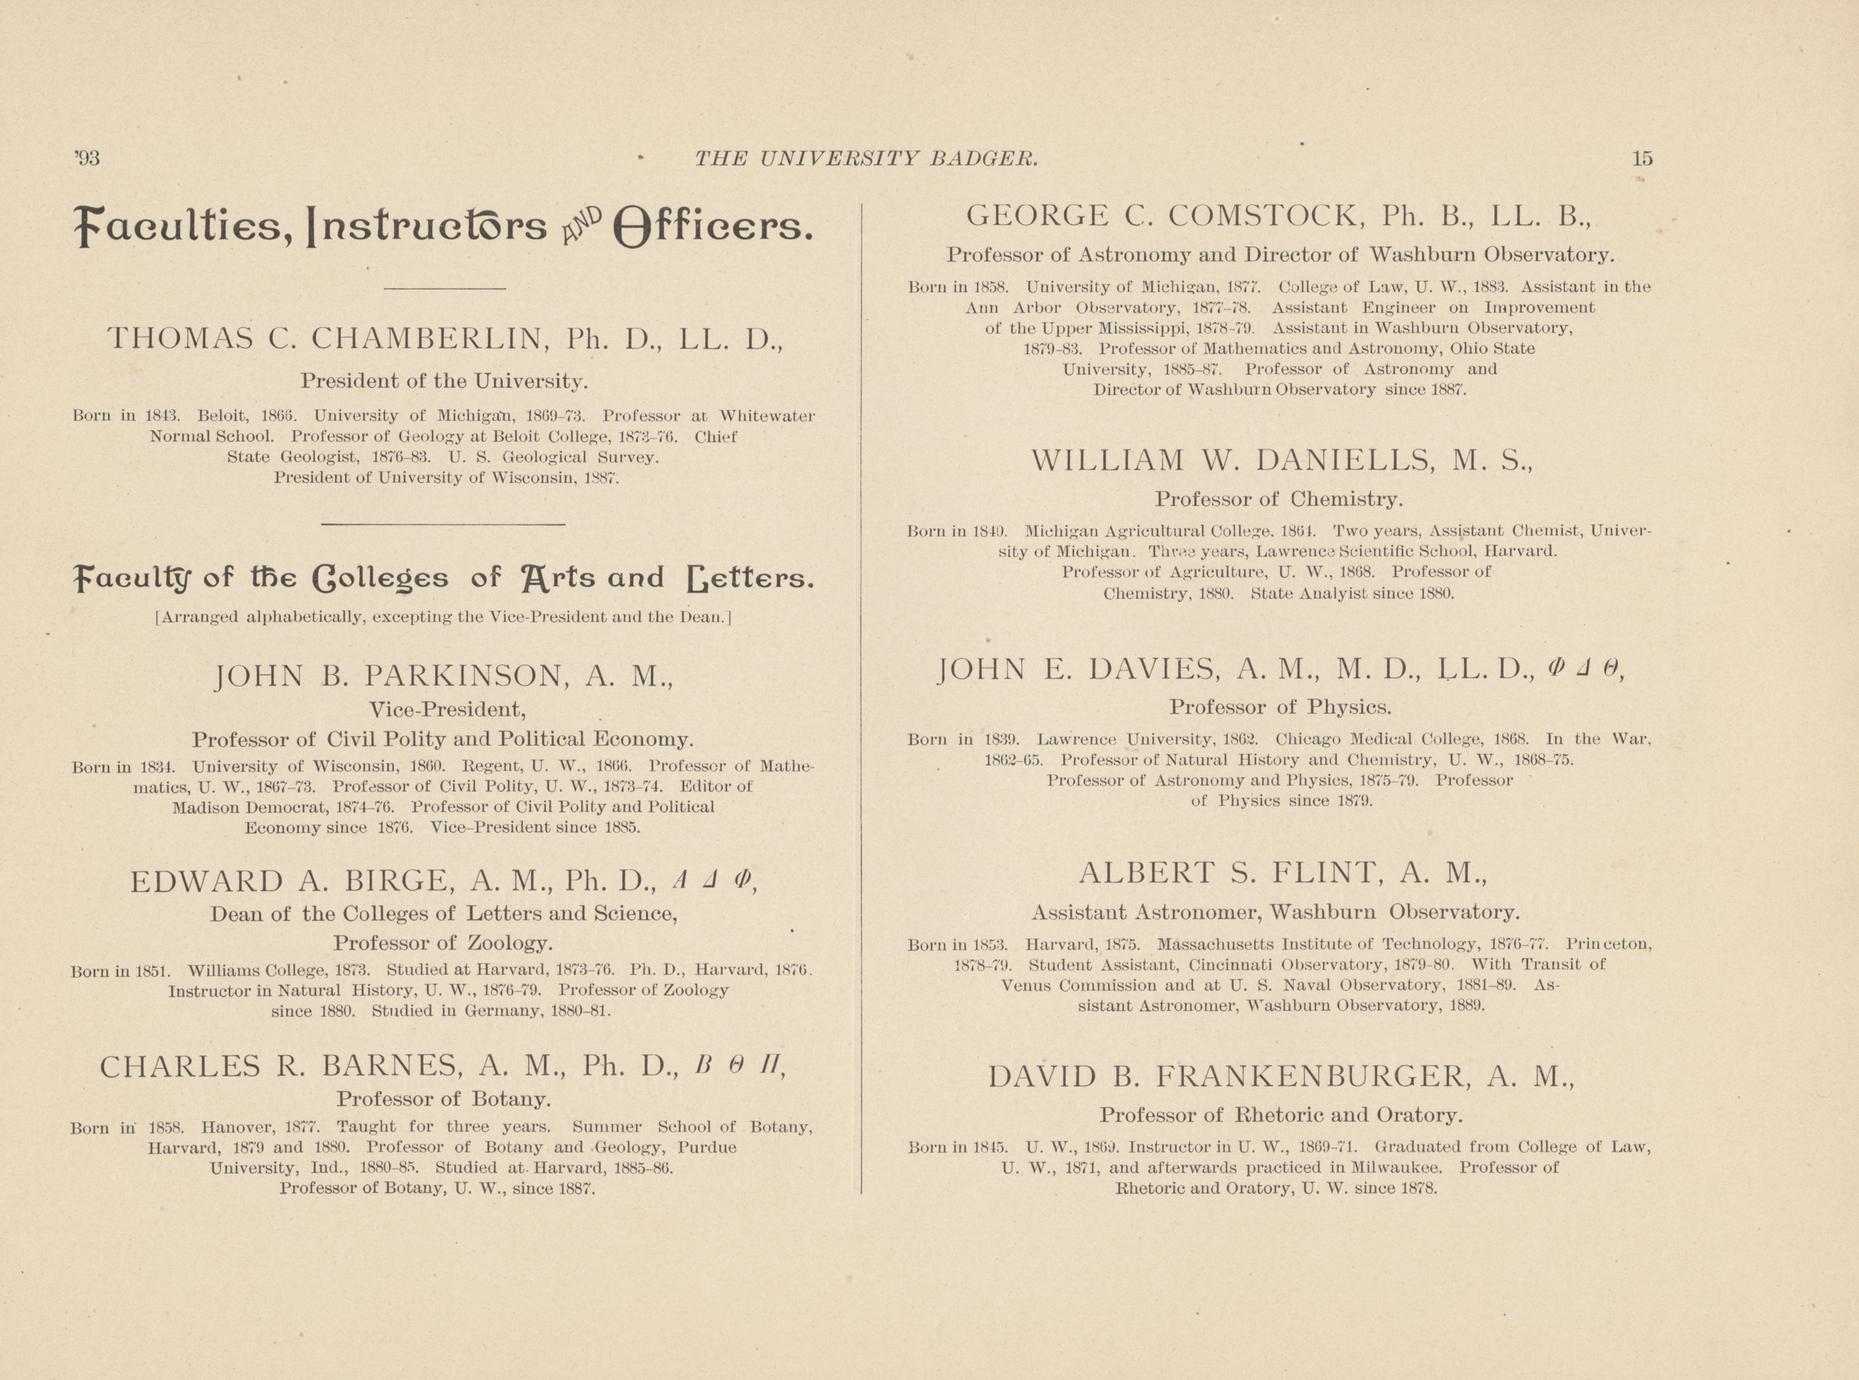 '93
THE UNIVERSITY BADGER.
15
Faculties, Instructors AND Officers.
THOMAS C. CHAMBERLIN, Ph. D., LL. D.,
President of the University.
Born in 1843. Beloit, 1866. University of Michigan, 1869–73. Professor at Whitewater
Normal School. Professor of Geology at Beloit College, 1873–76. Chief
State Geologist, 1876–83. U. S. Geological Survey.
President of University of Wisconsin, 1887.
Faculty of the Colleges of Arts and Letters.
[Arranged alphabetically, excepting the Vice-President and the Dean.]
JOHN B. PARKINSON, A. M.,
Vice-President,
Professor of Civil Polity and Political Economy.
Born in 1834. University of Wisconsin, 1860. Regent, U. W., 1866. Professor of Mathe-
matics, U. W., 1867–73. Professor of Civil Polity, U. W., 1873–74. Editor of
Madison Democrat, 1874–76. Professor of Civil Polity and Political
Economy since 1876. Vice-President since 1885.
EDWARD A. BIRGE, A. M., Ph. D., Α Δ Φ,
Dean of the Colleges of Letters and Science,
Professor of Zoology.
Born in 1851. Williams College, 1873. Studied at Harvard, 1873–76. Ph. D., Harvard, 1876.
Instructor in Natural History, U. W., 1876–79. Professor of Zoology
since 1880. Studied in Germany, 1880–81.
CHARLES R. BARNES, A. M., Ph. D., Β Θ Π,
Professor of Botany.
Born in 1858. Hanover, 1877. Taught for three years. Summer School of Botany,
Harvard, 1879 and 1880. Professor of Botany and Geology, Purdue
University, Ind., 1880–85. Studied at Harvard, 1885–86.
Professor of Botany, U. W., since 1887.
GEORGE C. COMSTOCK, Ph. B., LL. B.,
Professor of Astronomy and Director of Washburn Observatory.
Born in 1858. University of Michigan, 1877. College of Law, U. W., 1883. Assistant in the
Ann Arbor Observatory, 1877–78. Assistant Engineer on Improvement
of the Upper Mississippi, 1878–79. Assistant in Washburn Observatory,
1879–83. Professor of Mathematics and Astronomy, Ohio State
University, 1885–87. Professor of Astronomy and
Director of Washburn Observatory since 1887.
WILLIAM W. DANIELLS, M. S.,
Professor of Chemistry.
Born in 1840. Michigan Agricultural College, 1864. Two years, Assistant Chemist, Univer-
sity of Michigan. Three years, Lawrence Scientific School, Harvard.
Professor of Agriculture, U. W., 1868. Professor of
Chemistry, 1880. State Analyist since 1880.
JOHN E. DAVIES, A. M., M. D., LL. D., Φ Δ Θ,
Professor of Physics.
Born in 1839. Lawrence University, 1862. Chicago Medical College, 1868. In the War,
1862–65. Professor of Natural History and Chemistry, U. W., 1868–75.
Professor of Astronomy and Physics, 1875–79. Professor
of Physics since 1879.
ALBERT S. FLINT, A. M.,
Assistant Astronomer, Washburn Observatory.
Born in 1853. Harvard, 1875. Massachusetts Institute of Technology, 1876–77. Princeton,
1878–79. Student Assistant, Cincinnati Observatory, 1879–80. With Transit of
Venus Commission and at U. S. Naval Observatory, 1881–89. As-
sistant Astronomer, Washburn Observatory, 1889.
DAVID B. FRANKENBURGER, A. M.,
Professor of Rhetoric and Oratory.
Born in 1845. U. W., 1869. Instructor in U. W., 1869–71. Graduated from College of Law,
U. W., 1871, and afterwards practiced in Milwaukee. Professor of
Rhetoric and Oratory, U. W. since 1878.